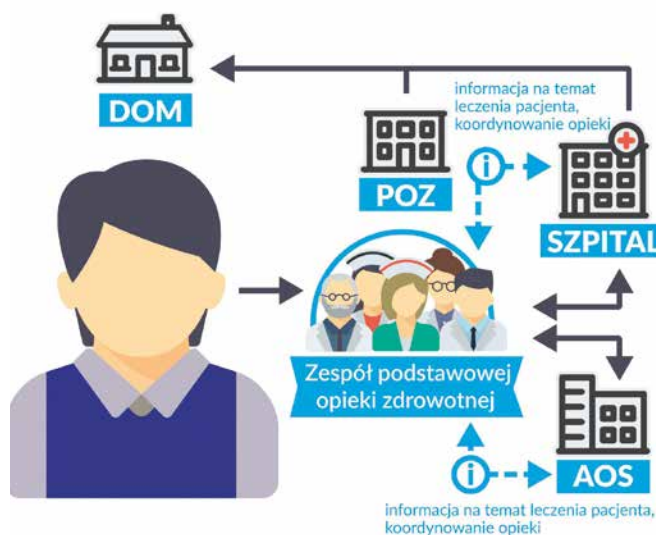 DOM
informacja na temat
leczenia pacjenta,
koordynowanie opieki
POZ
i
SZPITAL
Zespół podstawowej
opieki zdrowotnej
i
AOS
informacja na temat leczenia pacjenta,
koordynowanie opieki